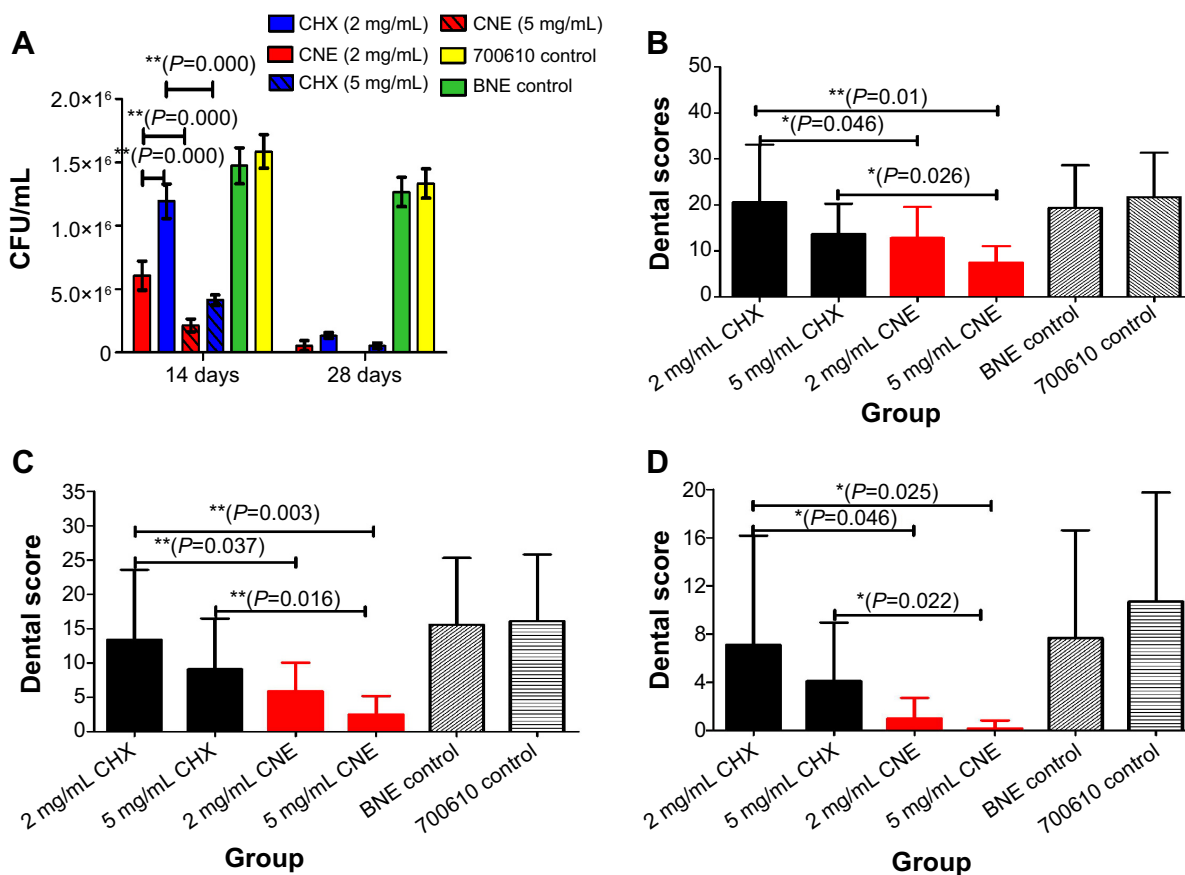 A
CHX (2 mg/mL)
CNE (2 mg/mL)
CHX (5 mg/mL)
CNE (5 mg/mL)
700610 control
BNE control
**(P=0.000)
**(P=0.000)
**(P=0.000)
CFU/mL
2.0×⁶
1.5×⁶
1.0×⁶
5.0×⁶
0
14 days
28 days
B
Dental scores
50
40
30
20
10
0
**(P=0.01)
*(P=0.046)
*(P=0.026)
2 mg/mL CHX
5 mg/mL CHX
2 mg/mL CNE
5 mg/mL CNE
BNE control
700610 control
Group
C
Dental score
35
30
25
20
15
10
5
0
**(P=0.003)
**(P=0.037)
**(P=0.016)
2 mg/mL CHX
5 mg/mL CHX
2 mg/mL CNE
5 mg/mL CNE
BNE control
700610 control
Group
D
Dental score
20
16
12
8
4
0
*(P=0.025)
*(P=0.046)
*(P=0.022)
2 mg/mL CHX
5 mg/mL CHX
2 mg/mL CNE
5 mg/mL CNE
BNE control
700610 control
Group